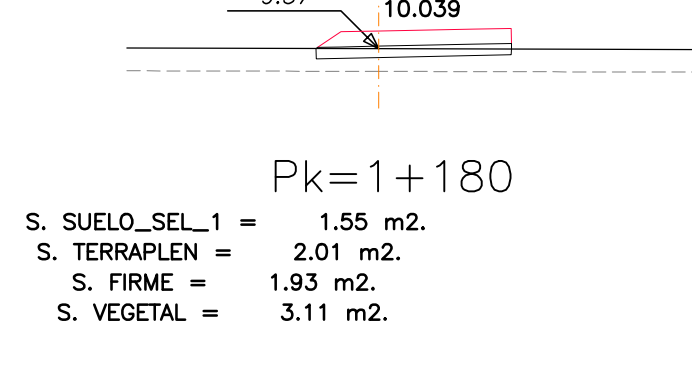 10.039
Pk=1+180
S. SUELO_SEL_1 = 1.55 m2.
S. TERRAPLEN = 2.01 m2.
S. FIRME = 1.93 m2.
S. VEGETAL = 3.11 m2.